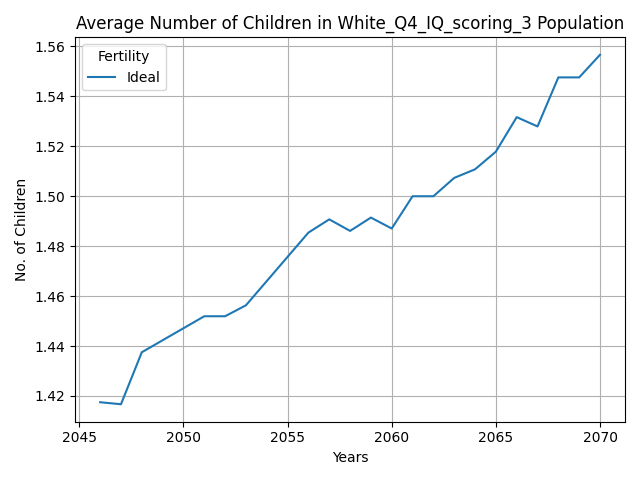 Average Number of Children in White_Q4_IQ_scoring_3 Population
Fertility
Ideal
No. of Children
1.56
1.54
1.52
1.50
1.48
1.46
1.44
1.42
2045 2050 2055 2060 2065 2070
Years